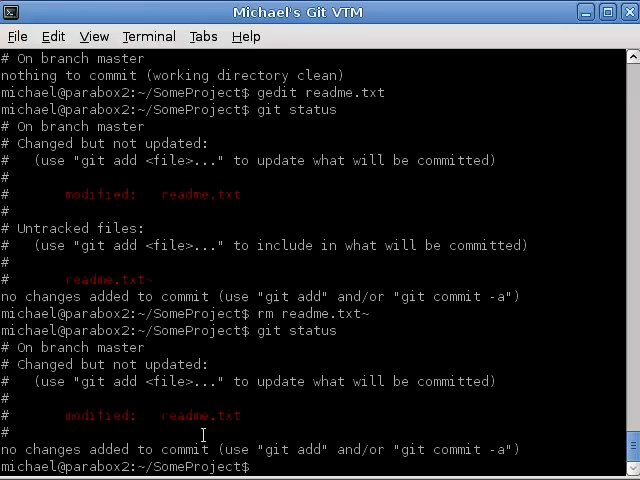 Michael's Git VTM
File Edit View Terminal Tabs Help
# On branch master
nothing to commit (working directory clean)
michael@parabox2:~/SomeProject$ gedit readme.txt
michael@parabox2:~/SomeProject$ git status
# On branch master
# Changed but not updated:
#   (use "git add <file>..." to update what will be committed)
#
#       modified:   readme.txt
#
# Untracked files:
#   (use "git add <file>..." to include in what will be committed)
#
#       readme.txt~
no changes added to commit (use "git add" and/or "git commit -a")
michael@parabox2:~/SomeProject$ rm readme.txt~
michael@parabox2:~/SomeProject$ git status
# On branch master
# Changed but not updated:
#   (use "git add <file>..." to update what will be committed)
#
#       modified:   readme.txt
#
no changes added to commit (use "git add" and/or "git commit -a")
michael@parabox2:~/SomeProject$